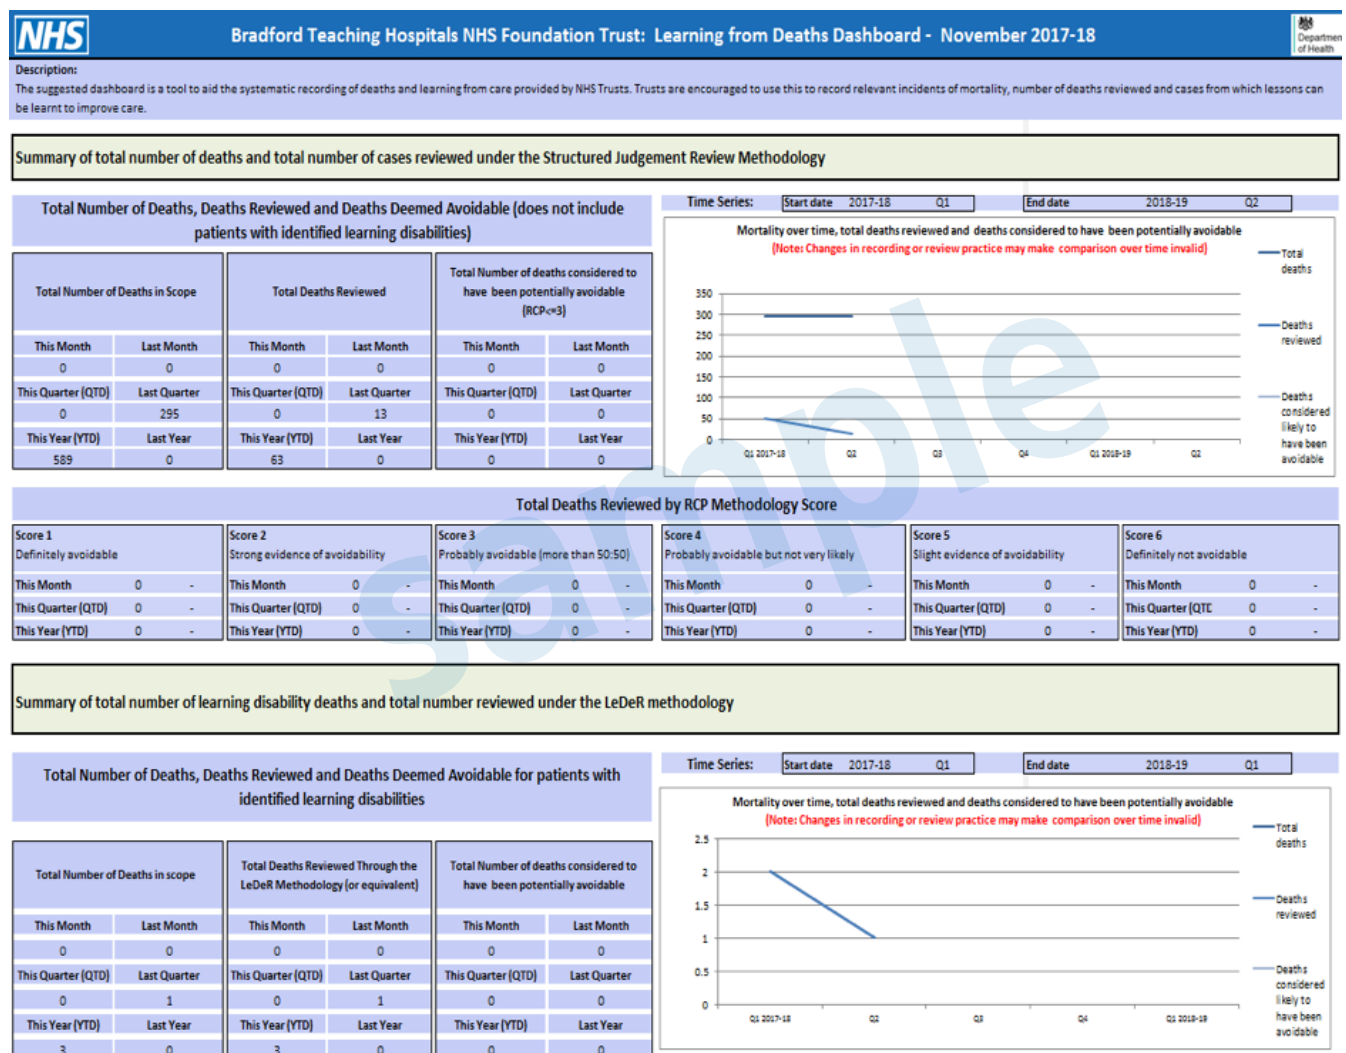 NHS
Bradford Teaching Hospitals NHS Foundation Trust: Learning from Deaths Dashboard - November 2017-18
Departmen
of Health
Description:
The suggested dashboard is a tool to aid the systematic recording of deaths and learning from care provided by NHS Trusts. Trusts are encouraged to use this to record relevant incidents of mortality, number of deaths reviewed and cases from which lessons can
be learnt to improve care.
Summary of total number of deaths and total number of cases reviewed under the Structured Judgement Review Methodology
Total Number of Deaths, Deaths Reviewed and Deaths Deemed Avoidable (does not include
patients with identified learning disabilities)
Total Number of Deaths in Scope
Total Deaths Reviewed
Total Number of deaths considered to
have been potentially avoidable
(RCP<=3)
This Month Last Month This Month Last Month This Month Last Month
0 0 0 0 0 0
This Quarter (QTD) Last Quarter This Quarter (QTD) Last Quarter This Quarter (QTD) Last Quarter
0 295 0 13 0 0
This Year (YTD) Last Year This Year (YTD) Last Year This Year (YTD) Last Year
589 0 63 0 0 0
Time Series: Start date 2017-18 Q1 End date 2018-19 Q2
Mortality over time, total deaths reviewed and deaths considered to have been potentially avoidable
(Note: Changes in recording or review practice may make comparison over time invalid)
350
300
250
200
150
100
50
0
Q1 2017-18 Q2 Q3 Q4 Q1 2018-19 Q2
Total
deaths
Deaths
reviewed
Deaths
considered
likely to
have been
avoidable
sample
Total Deaths Reviewed by RCP Methodology Score
Score 1
Definitely avoidable
This Month 0 -
This Quarter (QTD) 0 -
This Year (YTD) 0 -
Score 2
Strong evidence of avoidability
This Month 0 -
This Quarter (QTD) 0 -
This Year (YTD) 0 -
Score 3
Probably avoidable (more than 50:50)
This Month 0 -
This Quarter (QTD) 0 -
This Year (YTD) 0 -
Score 4
Probably avoidable but not very likely
This Month 0 -
This Quarter (QTD) 0 -
This Year (YTD) 0 -
Score 5
Slight evidence of avoidability
This Month 0 -
This Quarter (QTD) 0 -
This Year (YTD) 0 -
Score 6
Definitely not avoidable
This Month 0 -
This Quarter (QTD 0 -
This Year (YTD) 0 -
Summary of total number of learning disability deaths and total number reviewed under the LeDeR methodology
Total Number of Deaths, Deaths Reviewed and Deaths Deemed Avoidable for patients with
identified learning disabilities
Total Number of Deaths in scope
Total Deaths Reviewed Through the
LeDeR Methodology (or equivalent)
Total Number of deaths considered to
have been potentially avoidable
This Month Last Month This Month Last Month This Month Last Month
0 0 0 0 0 0
This Quarter (QTD) Last Quarter This Quarter (QTD) Last Quarter This Quarter (QTD) Last Quarter
0 1 0 1 0 0
This Year (YTD) Last Year This Year (YTD) Last Year This Year (YTD) Last Year
3 0 3 0 0 0
Time Series: Start date 2017-18 Q1 End date 2018-19 Q1
Mortality over time, total deaths reviewed and deaths considered to have been potentially avoidable
(Note: Changes in recording or review practice may make comparison over time invalid)
2.5
2
1.5
1
0.5
0
Q1 2017-18 Q2 Q3 Q4 Q1 2018-19
Total
deaths
Deaths
reviewed
Deaths
considered
likely to
have been
avoidable